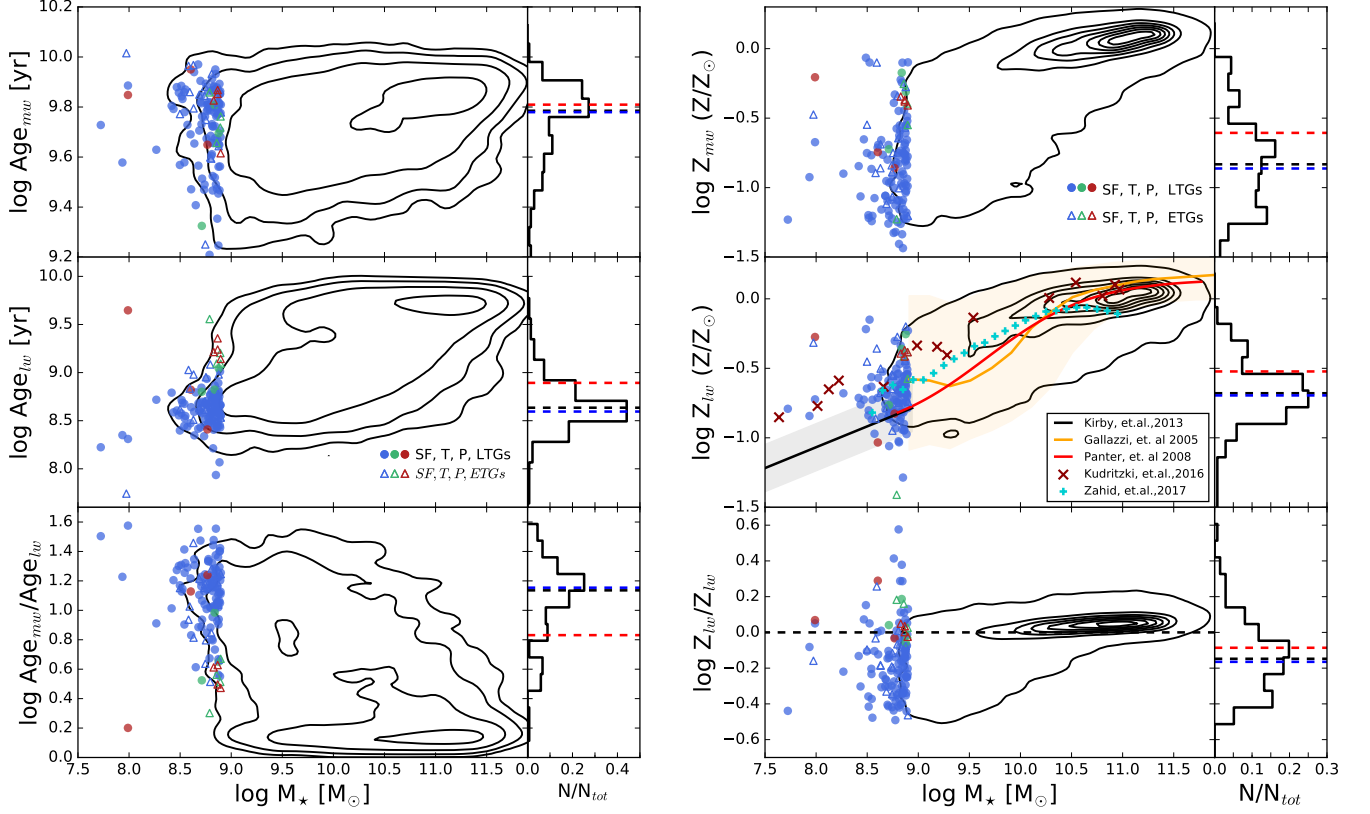 log Age_mw [yr]
10.0
9.8
9.6
9.4
9.2
log Age_lw [yr]
10.0
9.5
9.0
8.5
8.0
SF, T, P, LTGs
SF, T, P, ETGs
log Age_mw/Age_lw
1.6
1.4
1.2
1.0
0.8
0.6
0.4
0.2
0.0
7.5 8.0 8.5 9.0 9.5 10.0 10.5 11.0 11.5 0.0 0.2 0.4
log M⋆ [M⊙]
N/N_tot
log Z_mw (Z/Z⊙)
0.0
−0.5
−1.0
−1.5
SF, T, P, LTGs
SF, T, P, ETGs
log Z_lw (Z/Z⊙)
0.0
−0.5
−1.0
−1.5
Kirby, et.al.,2013
Gallazzi, et. al 2005
Panter, et. al 2008
Kudritzki, et.al.,2016
Zahid, et.al.,2017
log Z_lw/Z_lw
0.6
0.4
0.2
0.0
−0.2
−0.4
−0.6
7.5 8.0 8.5 9.0 9.5 10.0 10.5 11.0 11.5 0.0 0.1 0.2 0.3
log M⋆ [M⊙]
N/N_tot